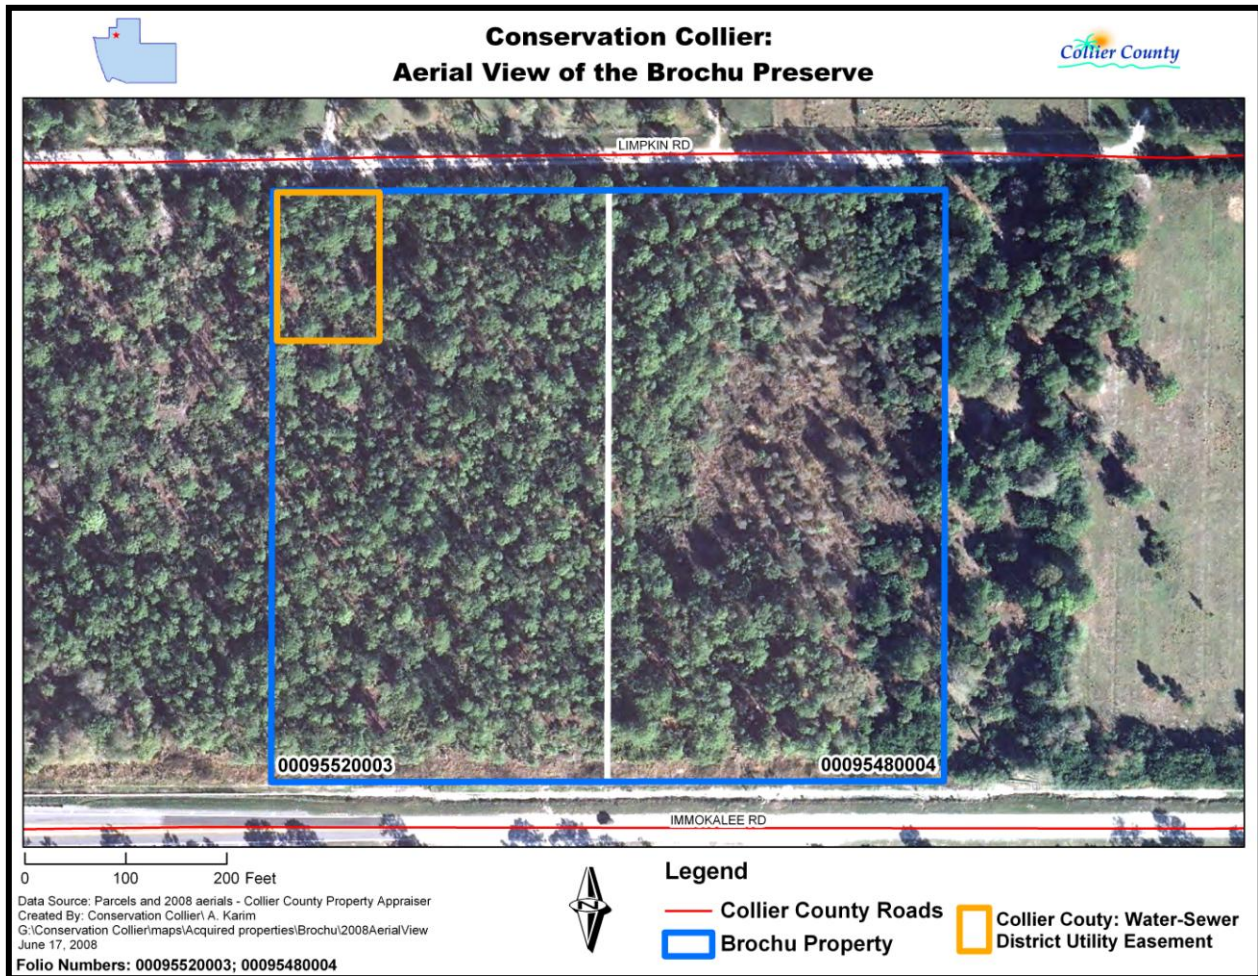 Conservation Collier:
Aerial View of the Brochu Preserve
Collier County
LIMPKIN RD
00095520003
00095480004
IMMOKALEE RD
0 100 200 Feet
Data Source: Parcels and 2008 aerials - Collier County Property Appraiser
Created By: Conservation Collier\ A. Karim
G:\Conservation Collier\maps\Acquired properties\Brochu\2008AerialView
June 17, 2008
Folio Numbers: 00095520003; 00095480004
Legend
Collier County Roads
Brochu Property
Collier Couty: Water-Sewer
District Utility Easement